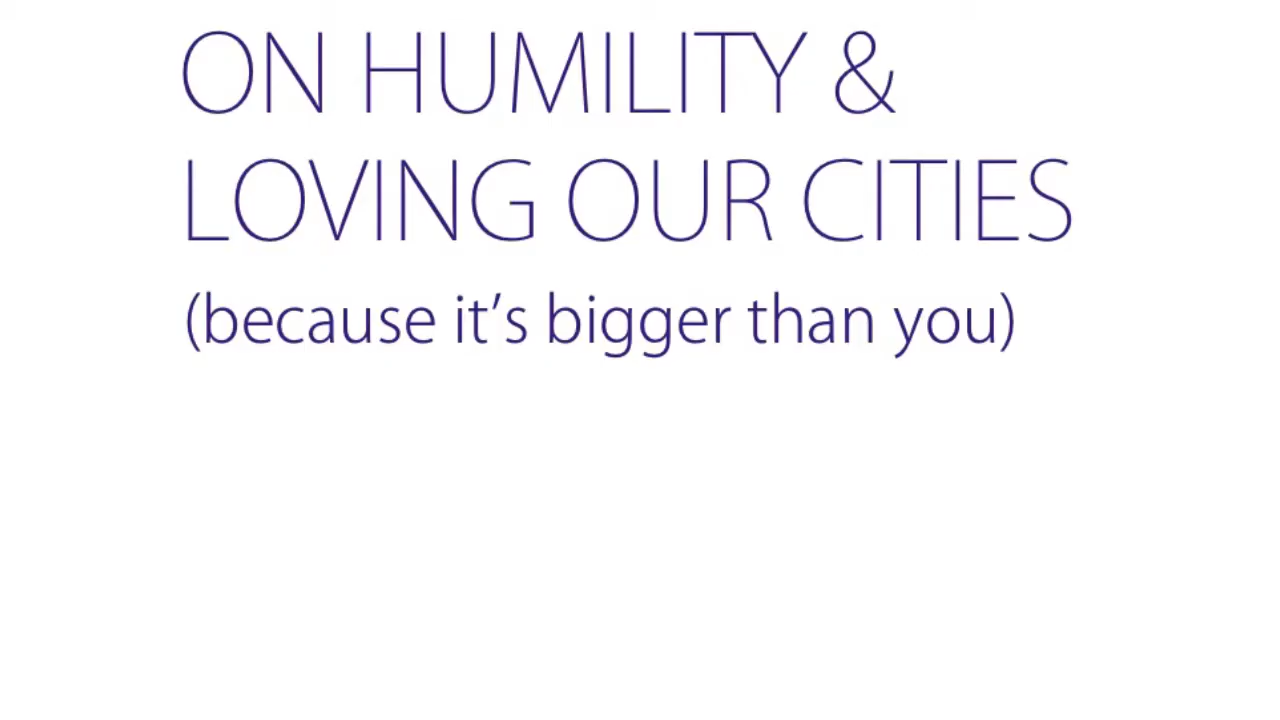 ON HUMILITY &
LOVING OUR CITIES
(because it’s bigger than you)